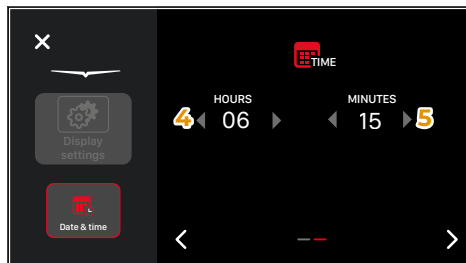 TIME
HOURS
MINUTES
4
06
15
5
Display
settings
Date & time